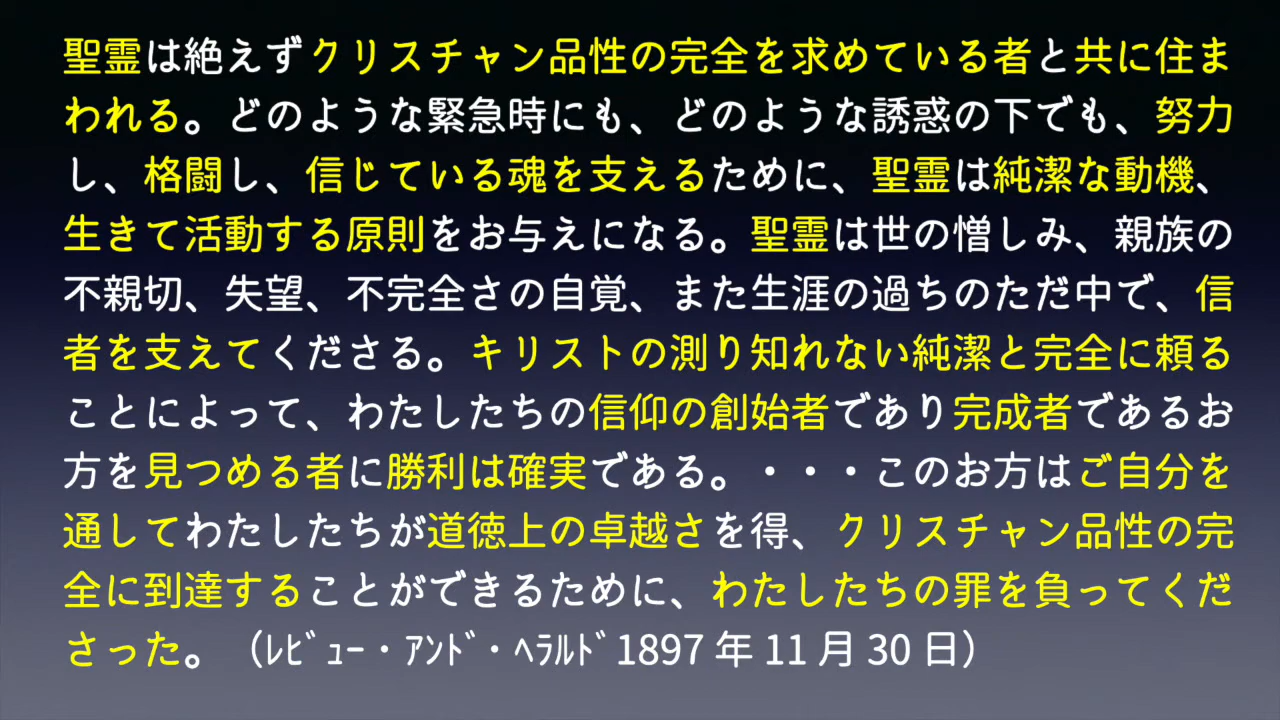 聖霊は絶えずクリスチャン品性の完全を求めている者と共に住ま
われる。どのような緊急時にも、どのような誘惑の下でも、努力
し、格闘し、信じている魂を支えるために、聖霊は純潔な動機、
生きて活動する原則をお与えになる。聖霊は世の憎しみ、親族の
不親切、失望、不完全さの自覚、また生涯の過ちのただ中で、信
者を支えてくださる。キリストの測り知れない純潔と完全に頼る
ことによって、わたしたちの信仰の創始者であり完成者であるお
方を見つめる者に勝利は確実である。・・・このお方はご自分を
通してわたしたちが道徳上の卓越さを得、クリスチャン品性の完
全に到達することができるために、わたしたちの罪を負ってくだ
さった。（ﾚﾋﾞｭｰ・ｱﾝﾄﾞ・ﾍﾗﾙﾄﾞ1897年11月30日）